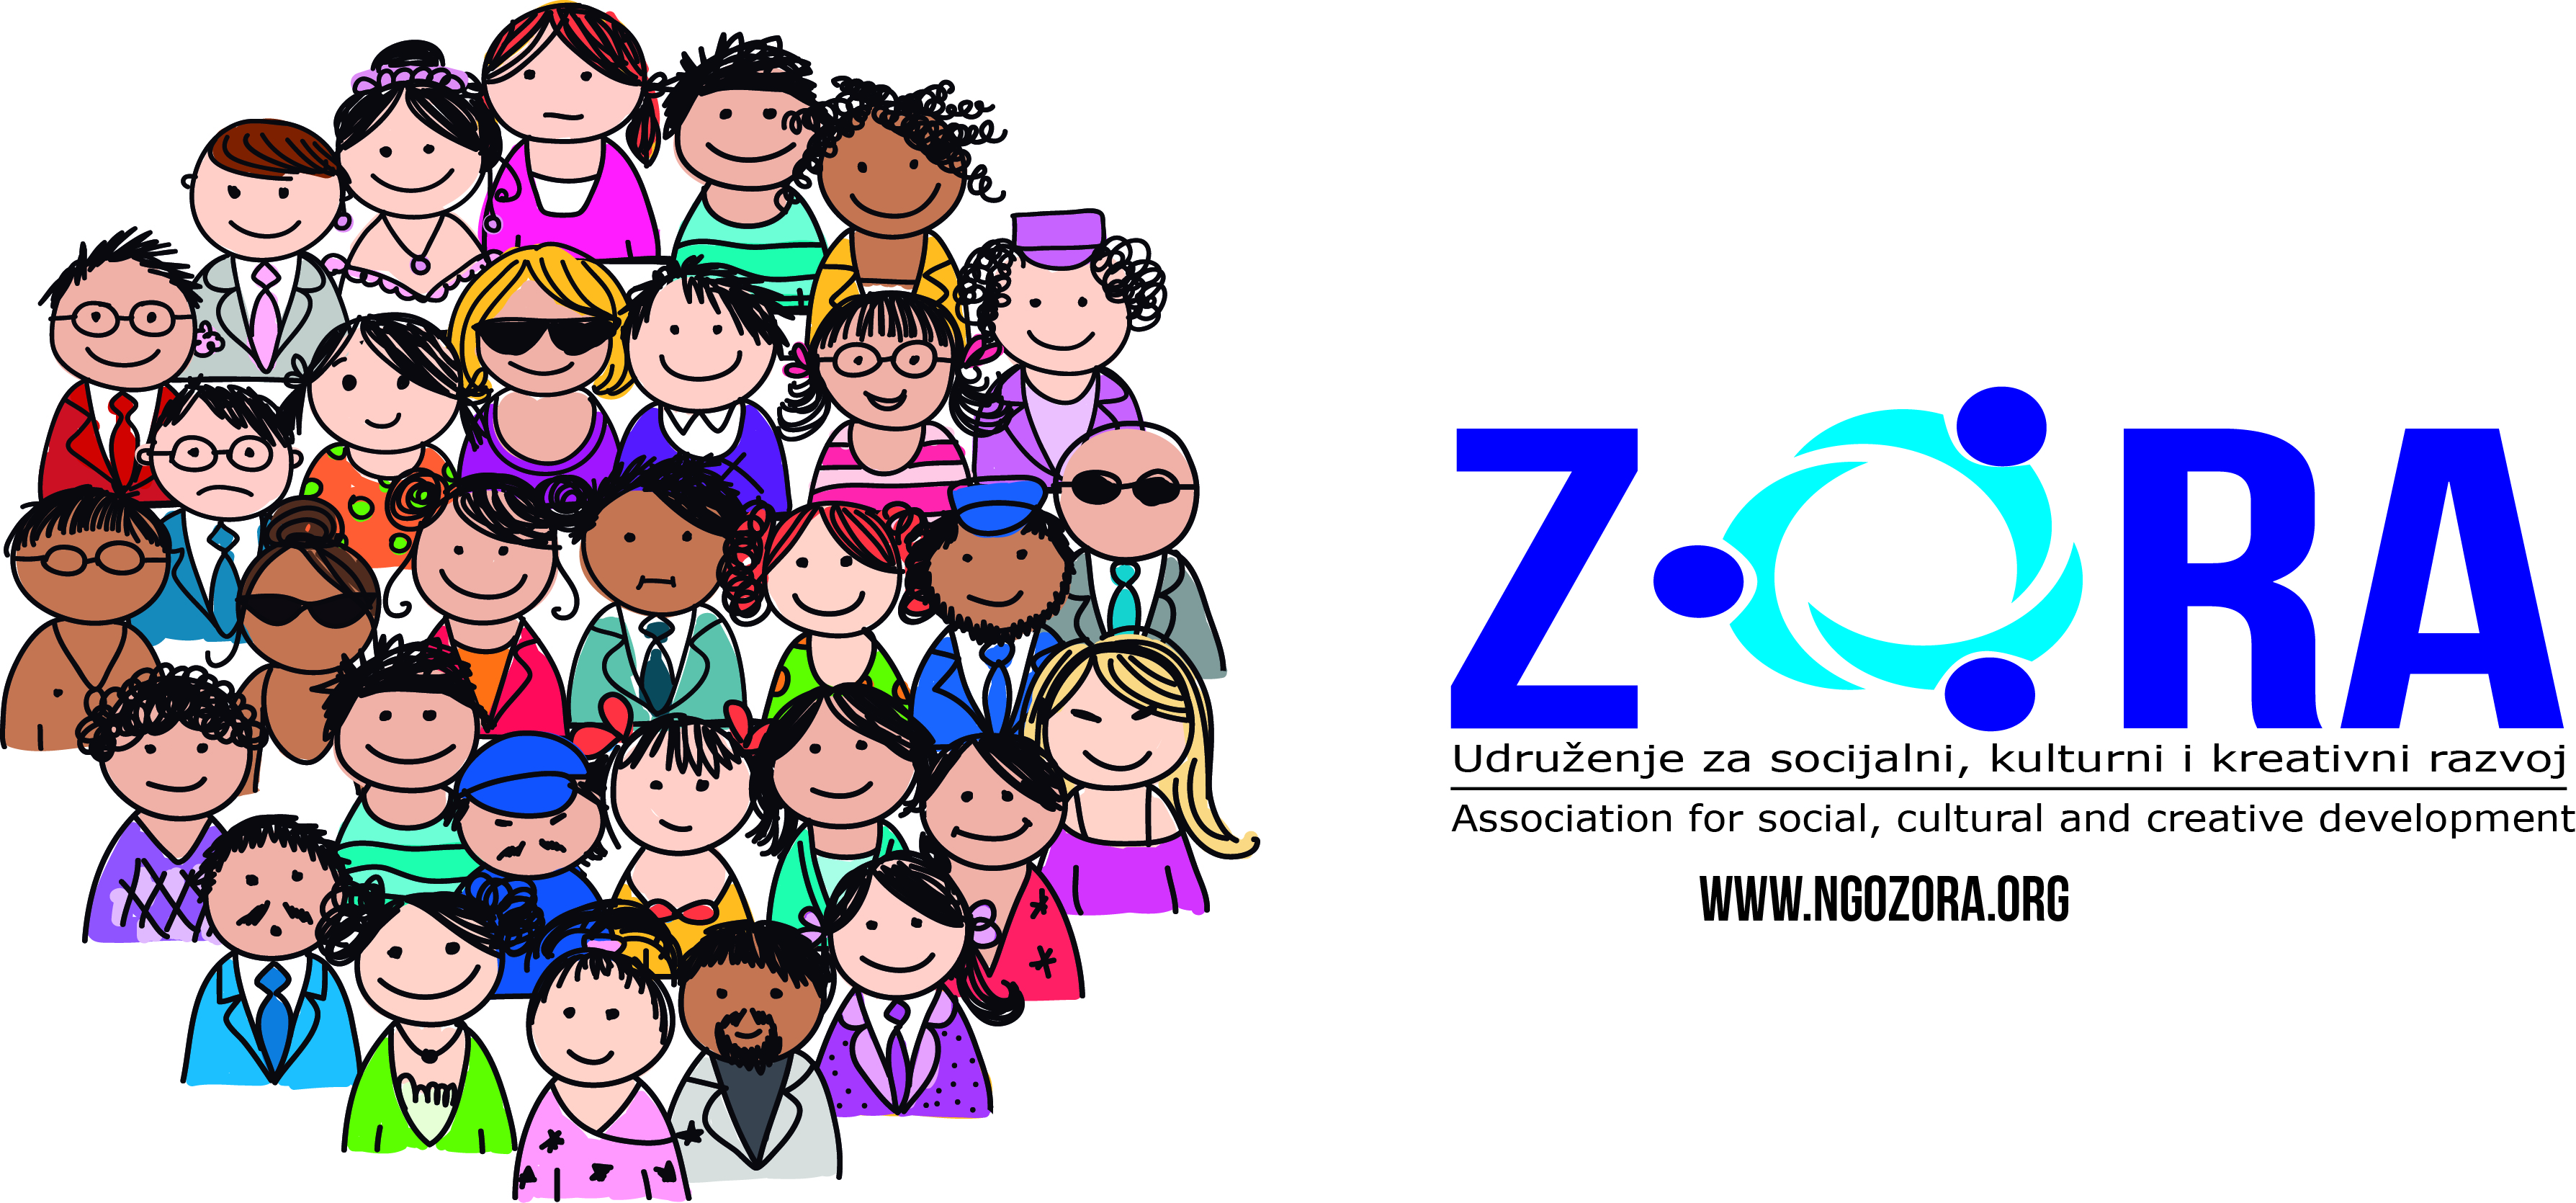 ZORA
Udruženje za socijalni, kulturni i kreativni razvoj
Association for social, cultural and creative development
WWW.NGOZORA.ORG